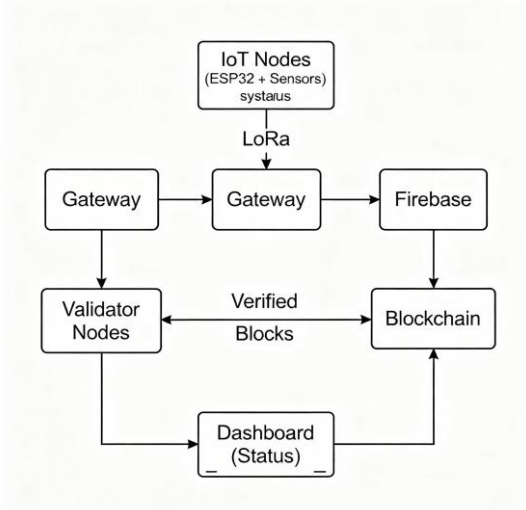 IoT Nodes
(ESP32 + Sensors)
systarus
LoRa
Gateway
Gateway
Firebase
Validator
Nodes
Verified
Blocks
Blockchain
Dashboard
(Status)